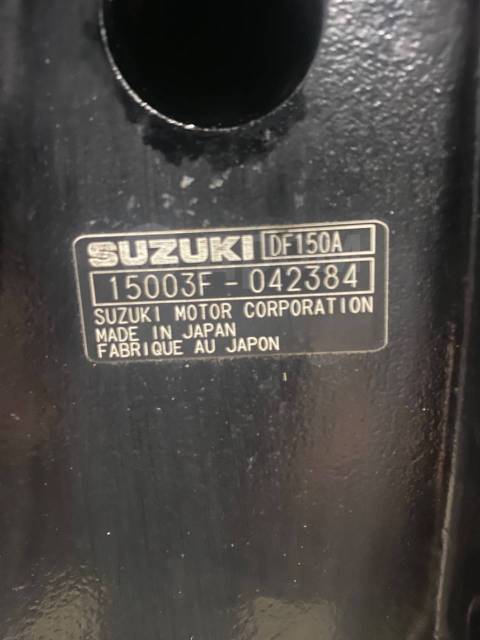 SUZUKI DF150A
15003F-042384
SUZUKI MOTOR CORPORATION
MADE IN JAPAN
FABRIQUE AU JAPON